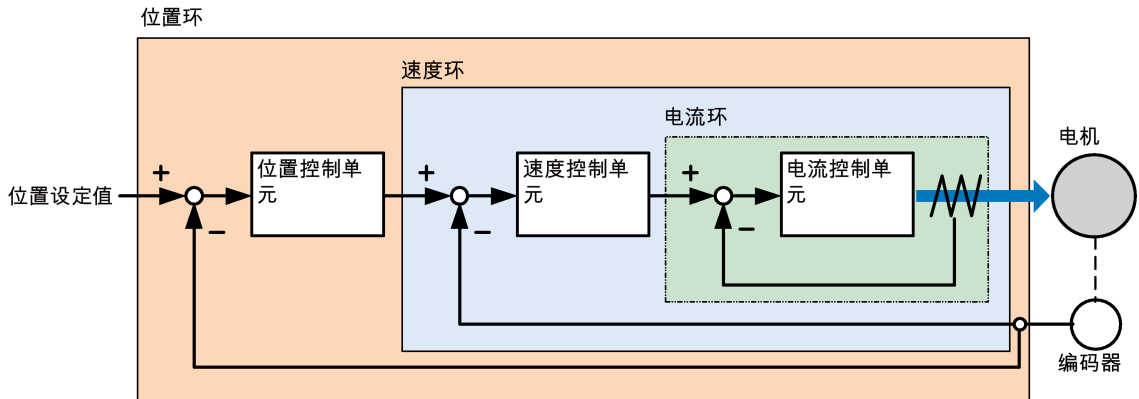 位置环
速度环
电流环
电机
位置设定值
+
位置控制单
元
+
速度控制单
元
+
电流控制单
元
−
−
−
编码器